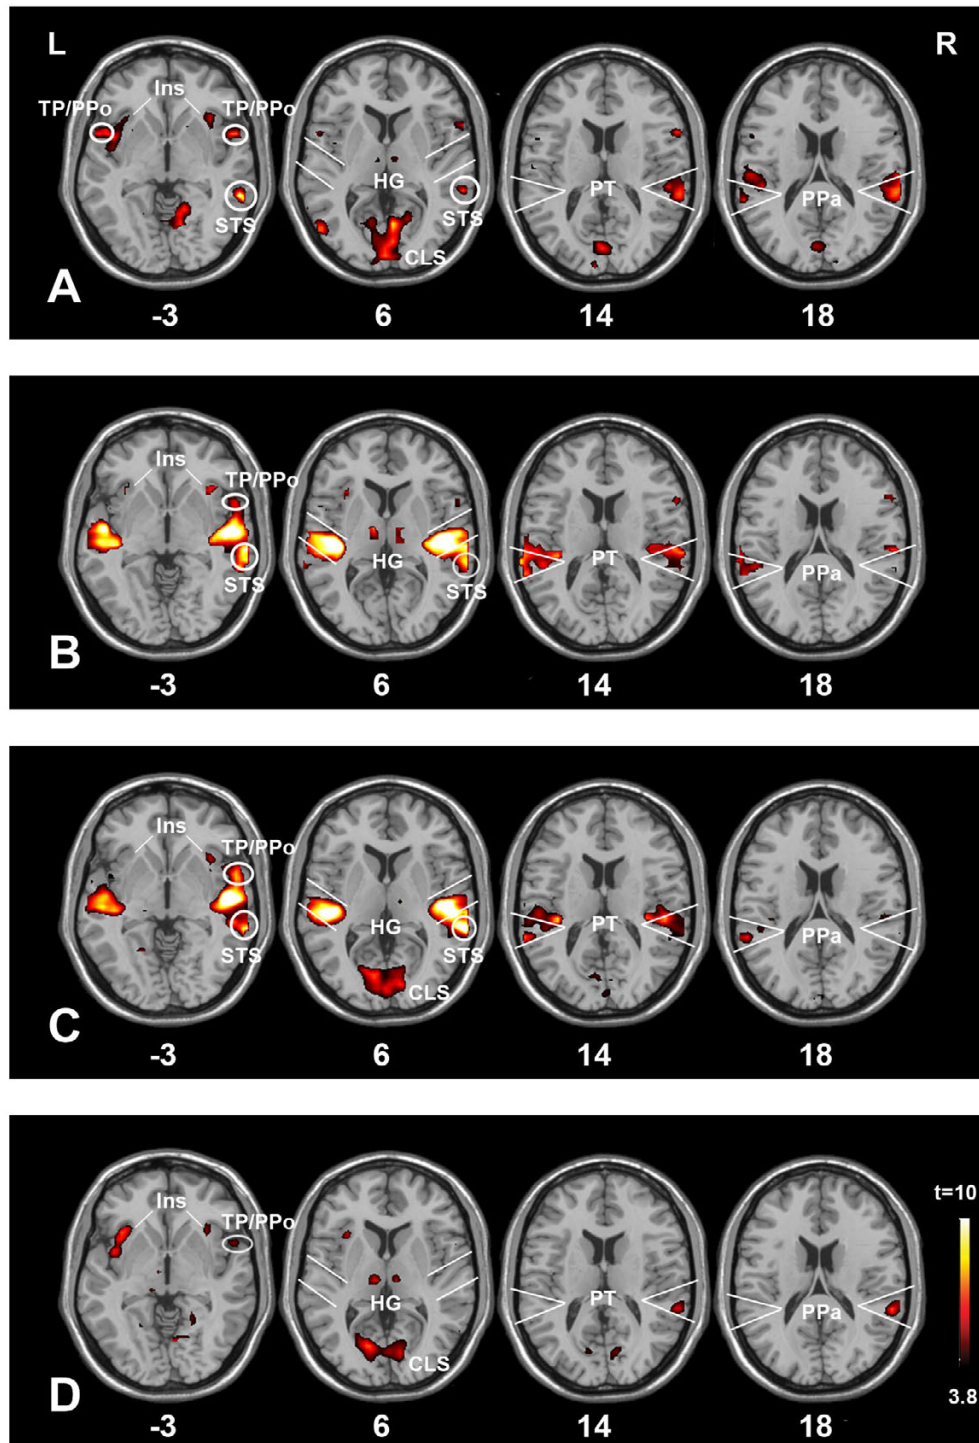 L R
Ins
TP/PPo TP/PPo
HG PT PPa
STS STS
CLS
A
-3 6 14 18
Ins
TP/PPo
HG PT PPa
STS STS
B
-3 6 14 18
Ins
TP/PPo
HG PT PPa
STS STS
CLS
C
-3 6 14 18
t=10
Ins
TP/PPo
HG PT PPa
CLS
D
3.8
-3 6 14 18